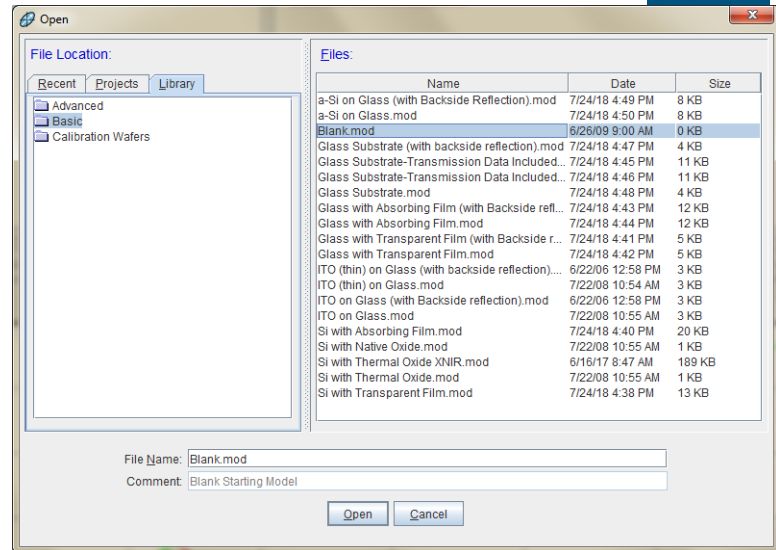 Open
File Location:
Recent Projects Library
Advanced
Basic
Calibration Wafers
Files:
Name Date Size
a-Si on Glass (with Backside Reflection).mod 7/24/18 4:49 PM 8 KB
a-Si on Glass.mod 7/24/18 4:50 PM 8 KB
Blank.mod 6/26/09 9:00 AM 0 KB
Glass Substrate (with backside reflection).mod 7/24/18 4:47 PM 4 KB
Glass Substrate-Transmission Data Included... 7/24/18 4:45 PM 11 KB
Glass Substrate-Transmission Data Included... 7/24/18 4:46 PM 11 KB
Glass Substrate.mod 7/24/18 4:48 PM 4 KB
Glass with Absorbing Film (with Backside refl... 7/24/18 4:43 PM 12 KB
Glass with Absorbing Film.mod 7/24/18 4:44 PM 12 KB
Glass with Transparent Film (with Backside r... 7/24/18 4:41 PM 5 KB
Glass with Transparent Film.mod 7/24/18 4:42 PM 5 KB
ITO (thin) on Glass (with backside reflection).... 6/22/06 12:58 PM 3 KB
ITO (thin) on Glass.mod 7/22/08 10:54 AM 3 KB
ITO on Glass (with Backside reflection).mod 6/22/06 12:58 PM 3 KB
ITO on Glass.mod 7/22/08 10:55 AM 3 KB
Si with Absorbing Film.mod 7/24/18 4:40 PM 20 KB
Si with Native Oxide.mod 7/22/08 10:55 AM 1 KB
Si with Thermal Oxide XNIR.mod 6/16/17 8:47 AM 189 KB
Si with Thermal Oxide.mod 7/22/08 10:55 AM 1 KB
Si with Transparent Film.mod 7/24/18 4:38 PM 13 KB
File Name: Blank.mod
Comment: Blank Starting Model
Open Cancel